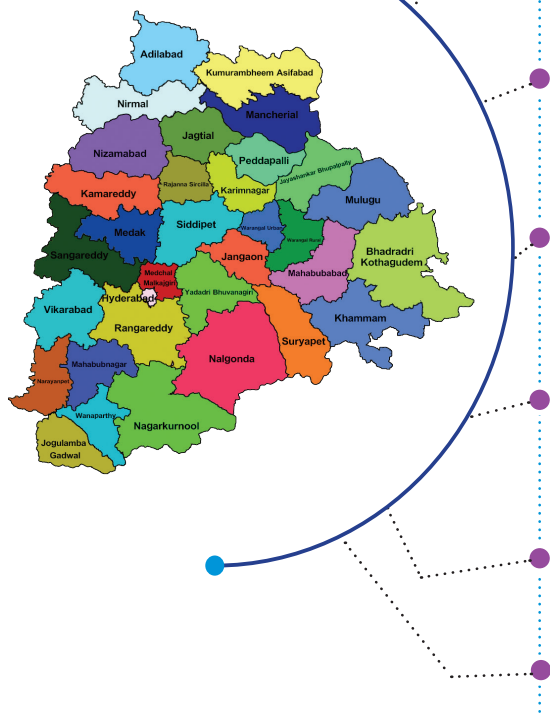 Adilabad
Kumurambheem Asifabad
Nirmal
Mancherial
Jagtial
Nizamabad
Peddapalli
Jayashankar Bhupalpally
Kamareddy
Rajanna Sircilla
Karimnagar
Mulugu
Medak
Siddipet
Warangal Urban
Warangal Rural
Sangareddy
Jangaon
Bhadradri
Kothagudem
Medchal
Malkajgiri
Mahabubabad
Hyderabad
Yadadri Bhuvanagiri
Vikarabad
Rangareddy
Khammam
Suryapet
Nalgonda
Mahabubnagar
Narayanpet
Wanaparthy
Nagarkurnool
Jogulamba
Gadwal